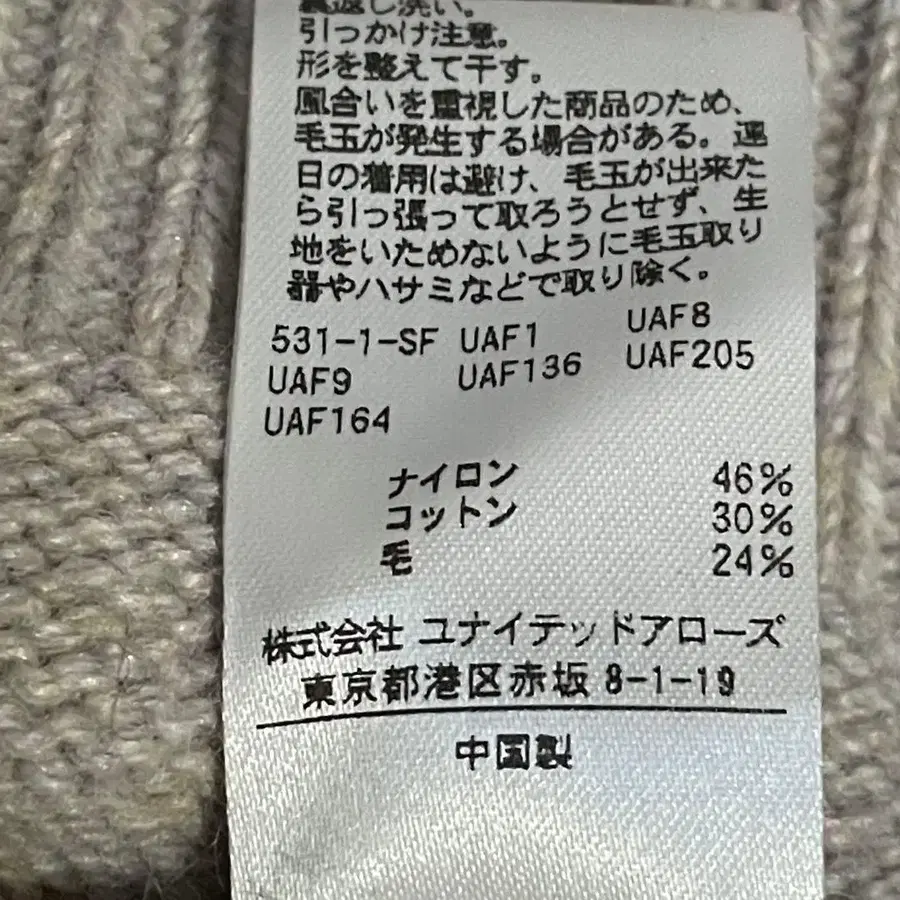 裏返し洗い。
引っかけ注意。
形を整えて干す。
風合いを重視した商品のため、
毛玉が発生する場合がある。連
日の着用は避け、毛玉が出来た
ら引っ張って取ろうとせず、生
地をいためないように毛玉取り
器やハサミなどで取り除く。
531-1-SF UAF1 UAF8
UAF9 UAF136 UAF205
UAF164
ナイロン 46%
コットン 30%
毛 24%
株式会社 ユナイテッドアローズ
東京都港区赤坂8-1-19
中国製